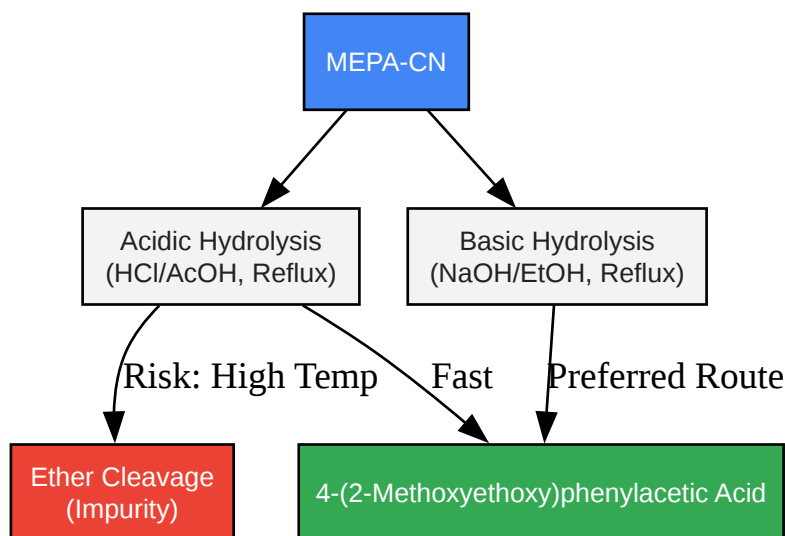 MEPA-CN
Acidic Hydrolysis
(HCl/AcOH, Reflux)
Basic Hydrolysis
(NaOH/EtOH, Reflux)
Risk: High Temp
Fast
Preferred Route
Ether Cleavage
(Impurity)
4-(2-Methoxyethoxy)phenylacetic Acid